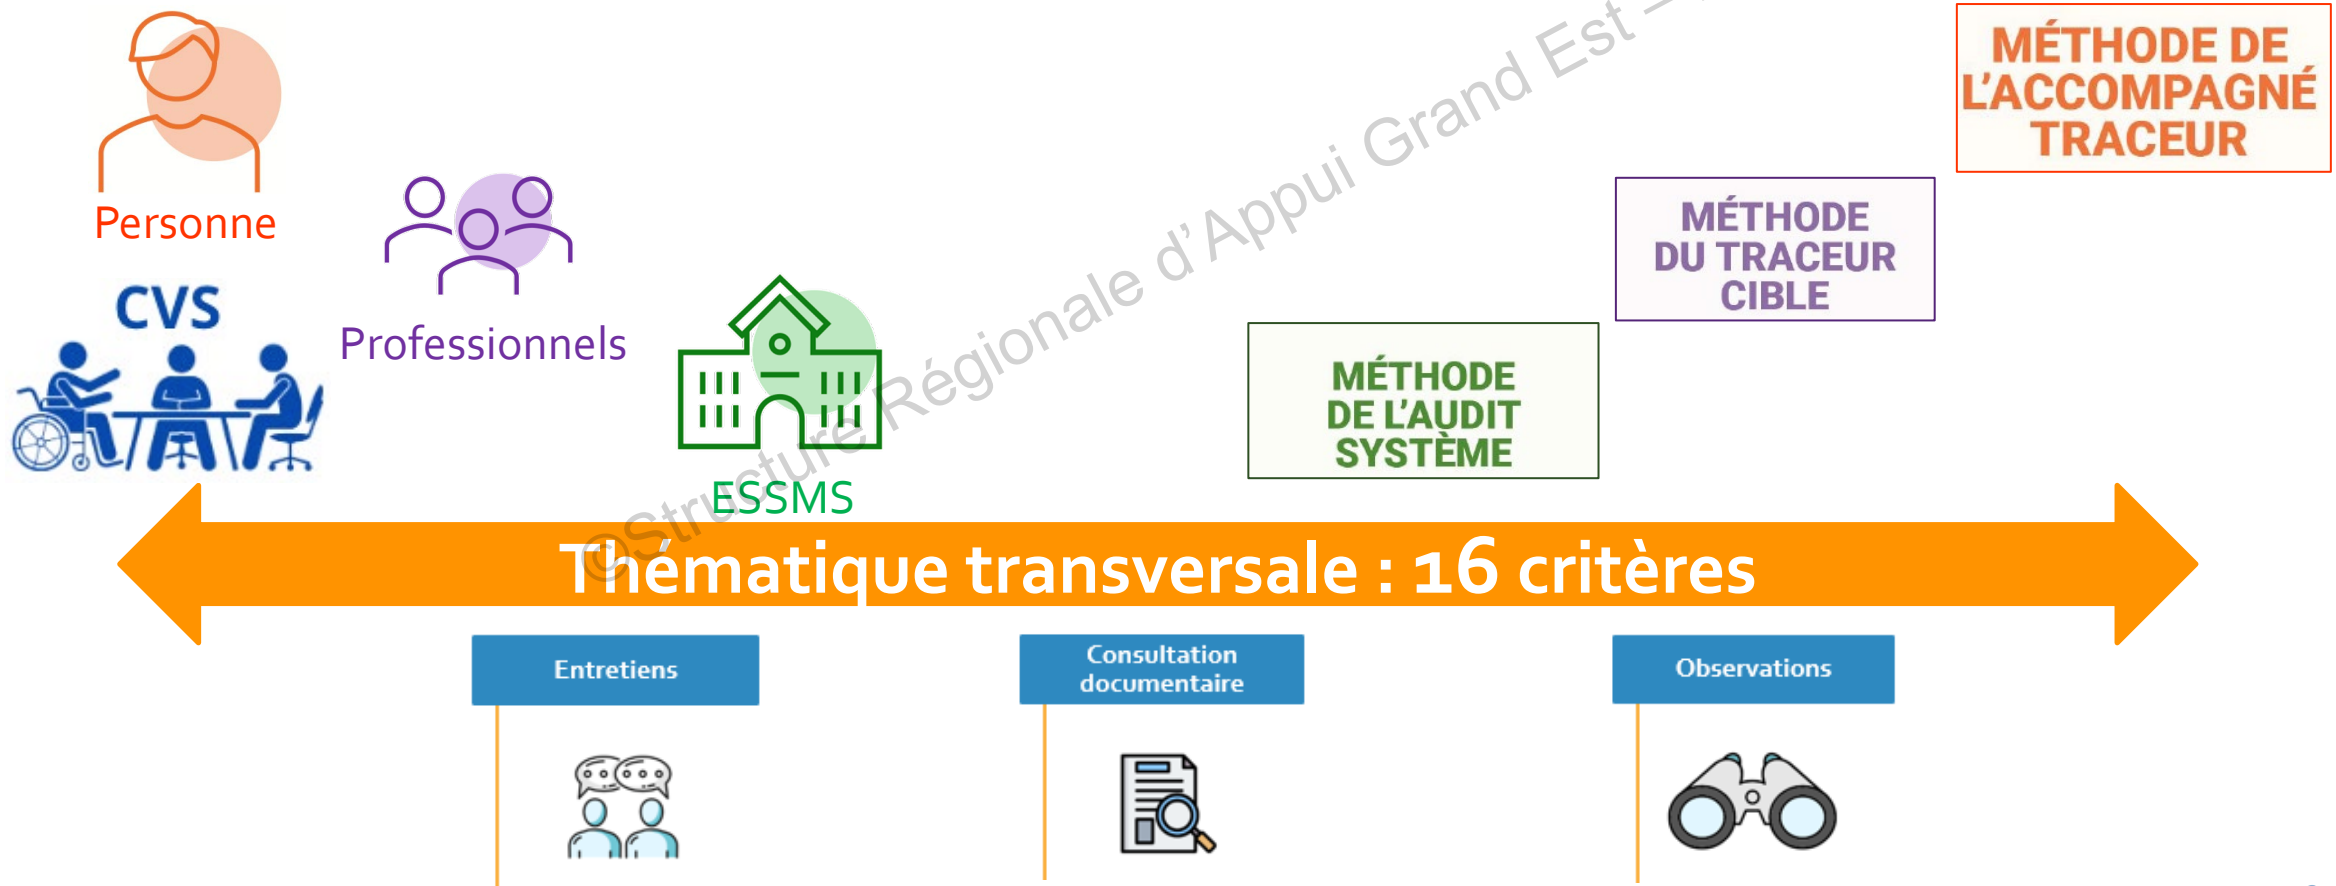 MÉTHODE DE
L'ACCOMPAGNÉ
TRACEUR
Personne
MÉTHODE
DU TRACEUR
CIBLE
CVS
Professionnels
MÉTHODE
DE L'AUDIT
SYSTÈME
ESSMS
©Structure Régionale d'Appui Grand Est –
Thématique transversale : 16 critères
Entretiens
Consultation
documentaire
Observations